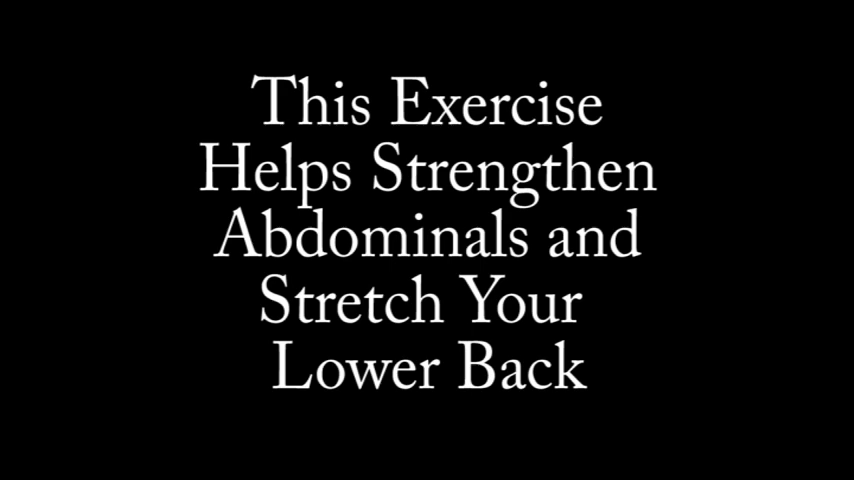 This Exercise
Helps Strengthen
Abdominals and
Stretch Your
Lower Back